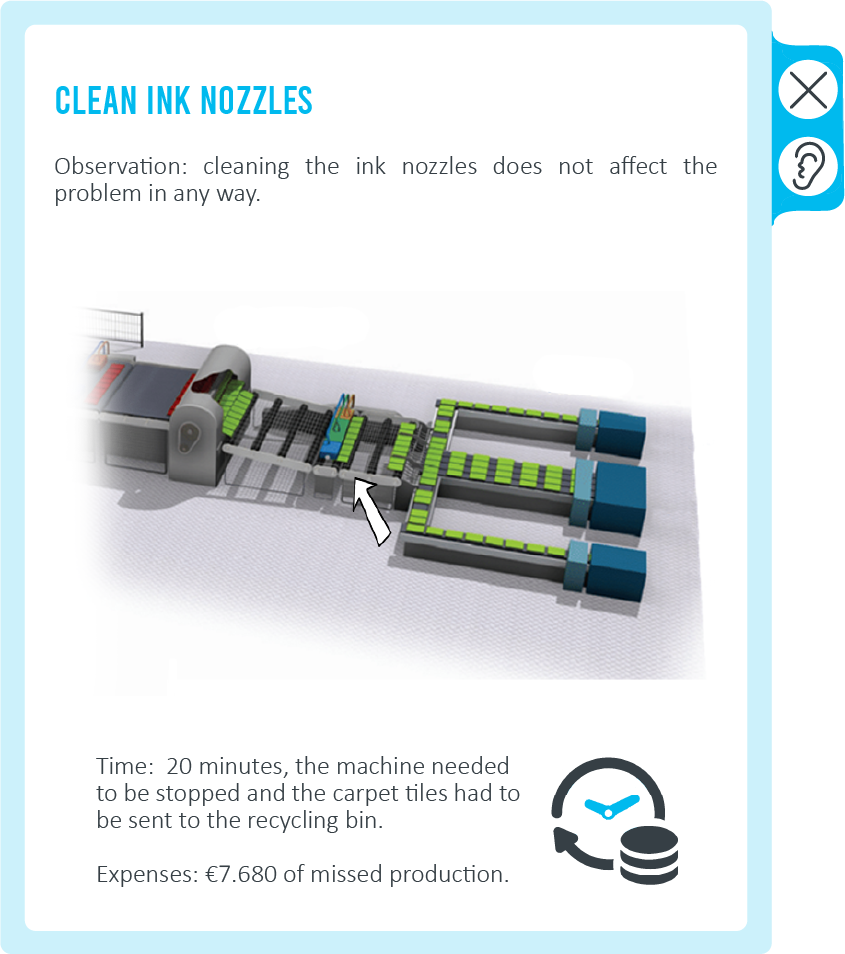 CLEAN INK NOZZLES
Observation: cleaning the ink nozzles does not affect the
problem in any way.
Time:  20 minutes, the machine needed
to be stopped and the carpet tiles had to
be sent to the recycling bin.
Expenses: €7.680 of missed production.